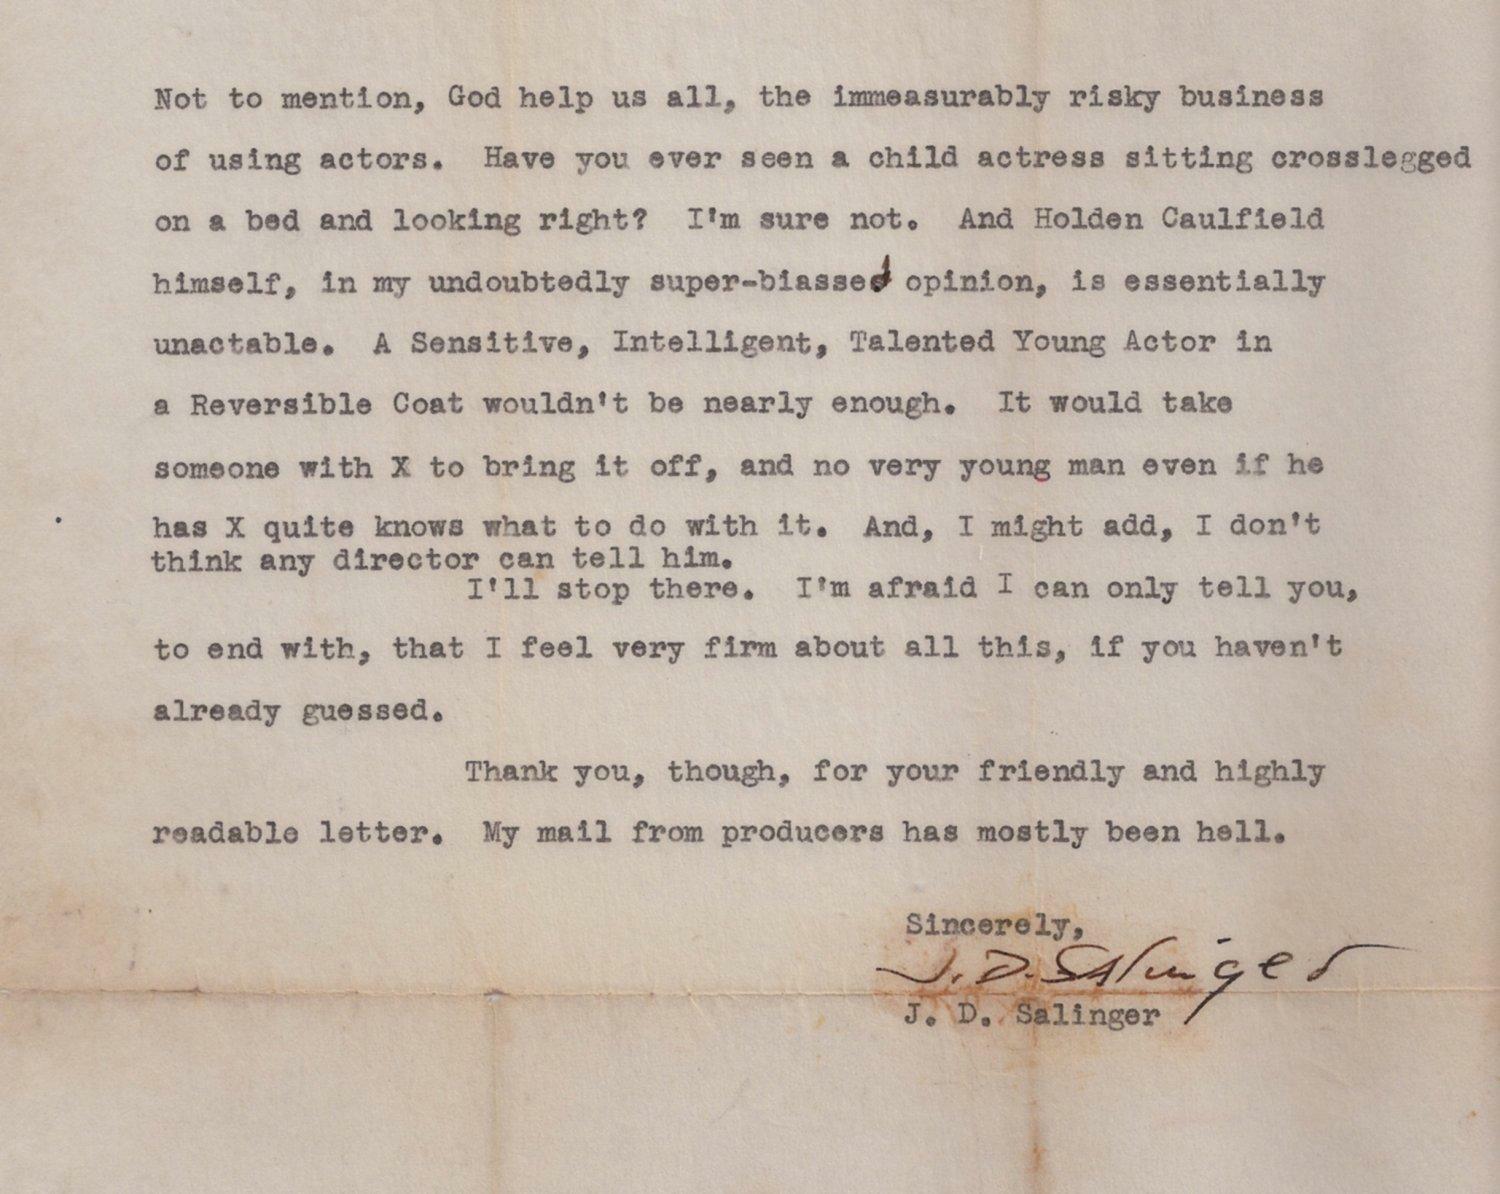 Not to mention, God help us all, the immeasurably risky business
of using actors.  Have you ever seen a child actress sitting crosslegged
on a bed and looking right?  I'm sure not.  And Holden Caulfield
himself, in my undoubtedly super-biassed opinion, is essentially
unactable.  A Sensitive, Intelligent, Talented Young Actor in
a Reversible Coat wouldn't be nearly enough.  It would take
someone with X to bring it off, and no very young man even if he
has X quite knows what to do with it.  And, I might add, I don't
think any director can tell him.
I'll stop there.  I'm afraid I can only tell you,
to end with, that I feel very firm about all this, if you haven't
already guessed.
Thank you, though, for your friendly and highly
readable letter.  My mail from producers has mostly been hell.
Sincerely,
J. D. Salinger
J. D. Salinger